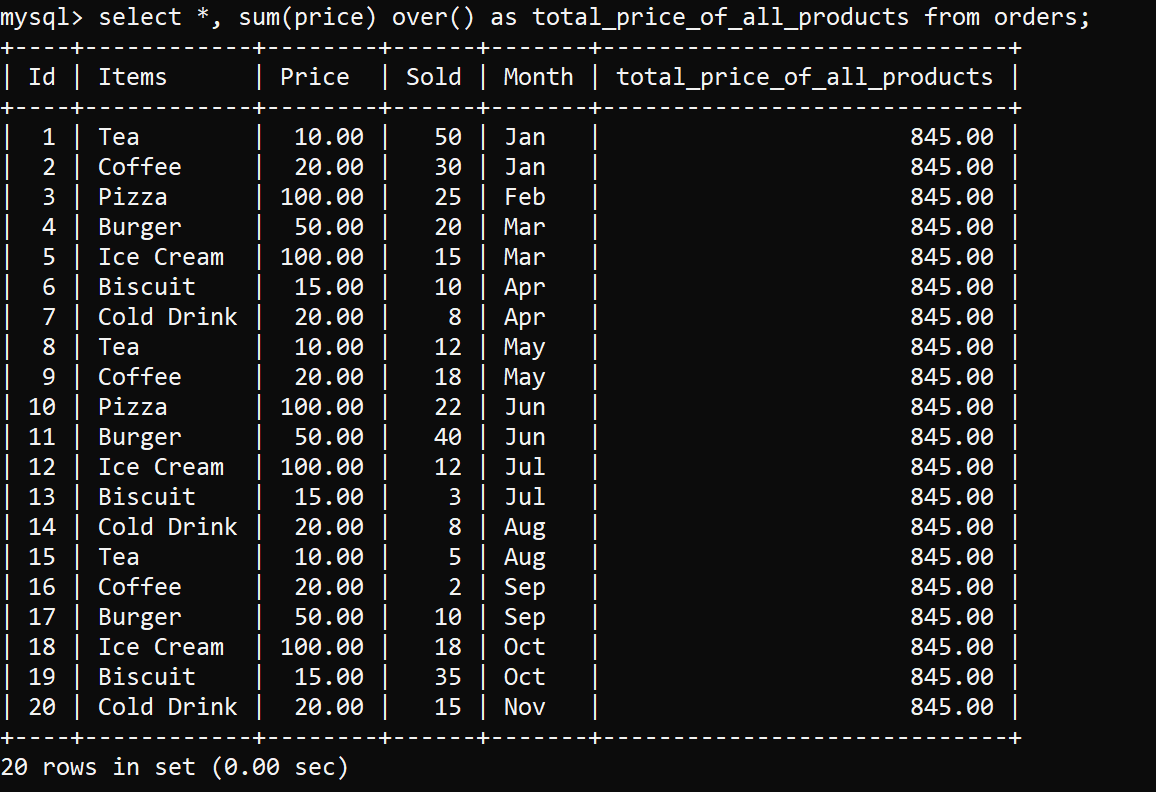 mysql> select *, sum(price) over() as total_price_of_all_products from orders;
+----+------------+--------+------+-------+-----------------------------+
| Id | Items      | Price  | Sold | Month | total_price_of_all_products |
+----+------------+--------+------+-------+-----------------------------+
|  1 | Tea        |  10.00 |   50 | Jan   |                      845.00 |
|  2 | Coffee     |  20.00 |   30 | Jan   |                      845.00 |
|  3 | Pizza      | 100.00 |   25 | Feb   |                      845.00 |
|  4 | Burger     |  50.00 |   20 | Mar   |                      845.00 |
|  5 | Ice Cream  | 100.00 |   15 | Mar   |                      845.00 |
|  6 | Biscuit    |  15.00 |   10 | Apr   |                      845.00 |
|  7 | Cold Drink |  20.00 |    8 | Apr   |                      845.00 |
|  8 | Tea        |  10.00 |   12 | May   |                      845.00 |
|  9 | Coffee     |  20.00 |   18 | May   |                      845.00 |
| 10 | Pizza      | 100.00 |   22 | Jun   |                      845.00 |
| 11 | Burger     |  50.00 |   40 | Jun   |                      845.00 |
| 12 | Ice Cream  | 100.00 |   12 | Jul   |                      845.00 |
| 13 | Biscuit    |  15.00 |    3 | Jul   |                      845.00 |
| 14 | Cold Drink |  20.00 |    8 | Aug   |                      845.00 |
| 15 | Tea        |  10.00 |    5 | Aug   |                      845.00 |
| 16 | Coffee     |  20.00 |    2 | Sep   |                      845.00 |
| 17 | Burger     |  50.00 |   10 | Sep   |                      845.00 |
| 18 | Ice Cream  | 100.00 |   18 | Oct   |                      845.00 |
| 19 | Biscuit    |  15.00 |   35 | Oct   |                      845.00 |
| 20 | Cold Drink |  20.00 |   15 | Nov   |                      845.00 |
+----+------------+--------+------+-------+-----------------------------+
20 rows in set (0.00 sec)